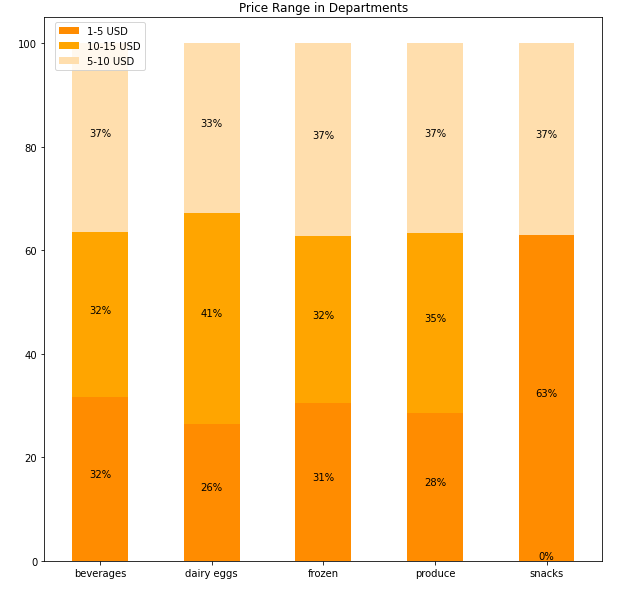 Price Range in Departments
1-5 USD
10-15 USD
5-10 USD
100
80
60
40
20
0
37%
33%
37%
37%
37%
32%
41%
32%
35%
63%
32%
26%
31%
28%
0%
beverages
dairy eggs
frozen
produce
snacks